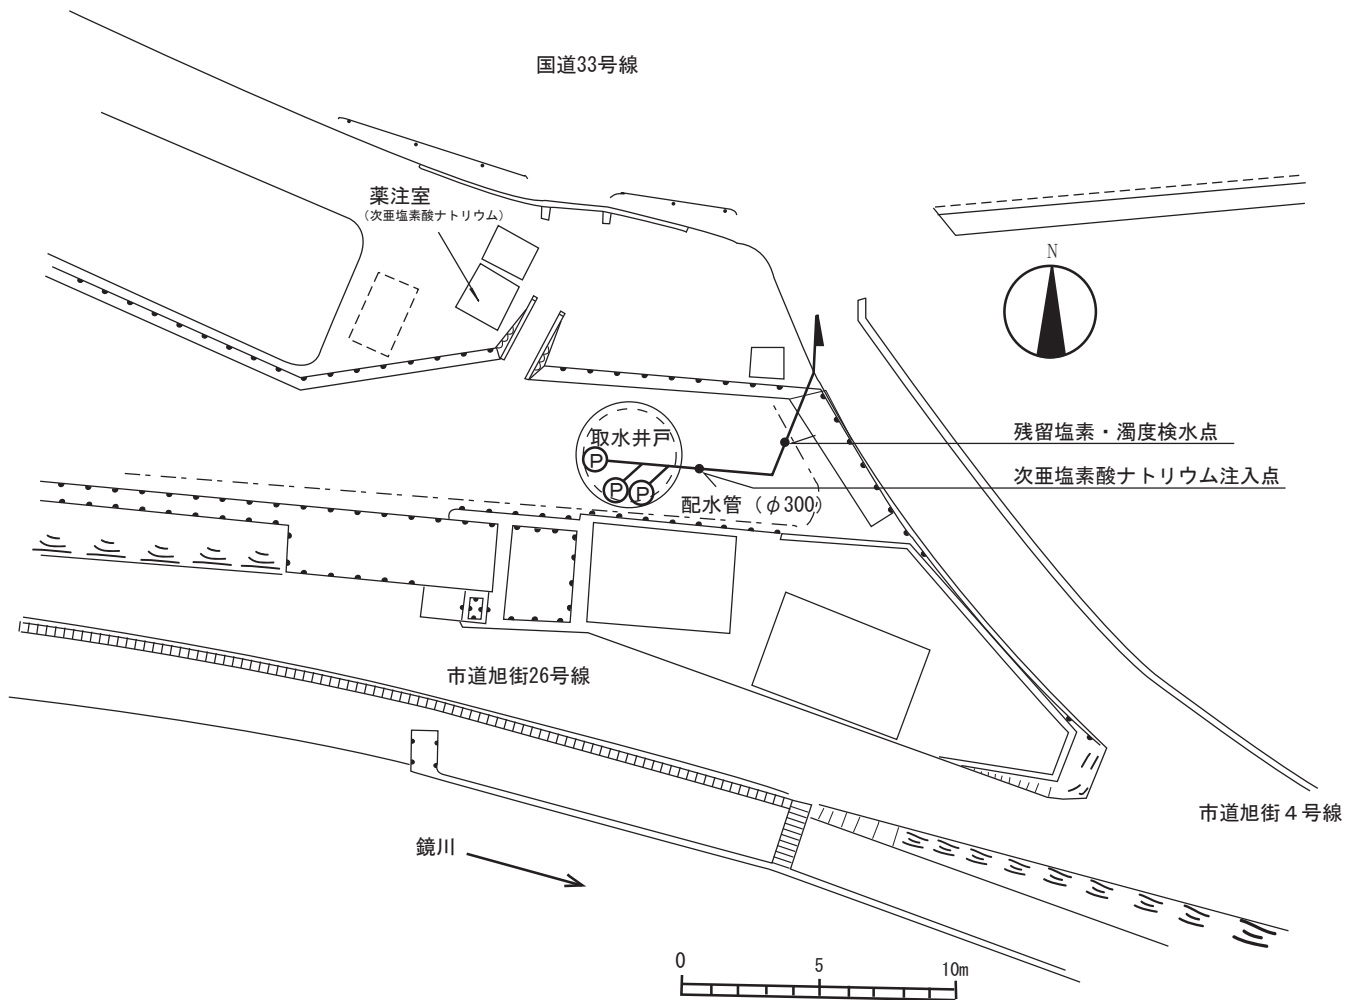 国道33号線
薬注室
(次亜塩素酸ナトリウム)
N
取水井戸
P
P
P
残留塩素・濁度検水点
次亜塩素酸ナトリウム注入点
配水管（φ300）
市道旭街26号線
市道旭街４号線
鏡川
0
5
10m